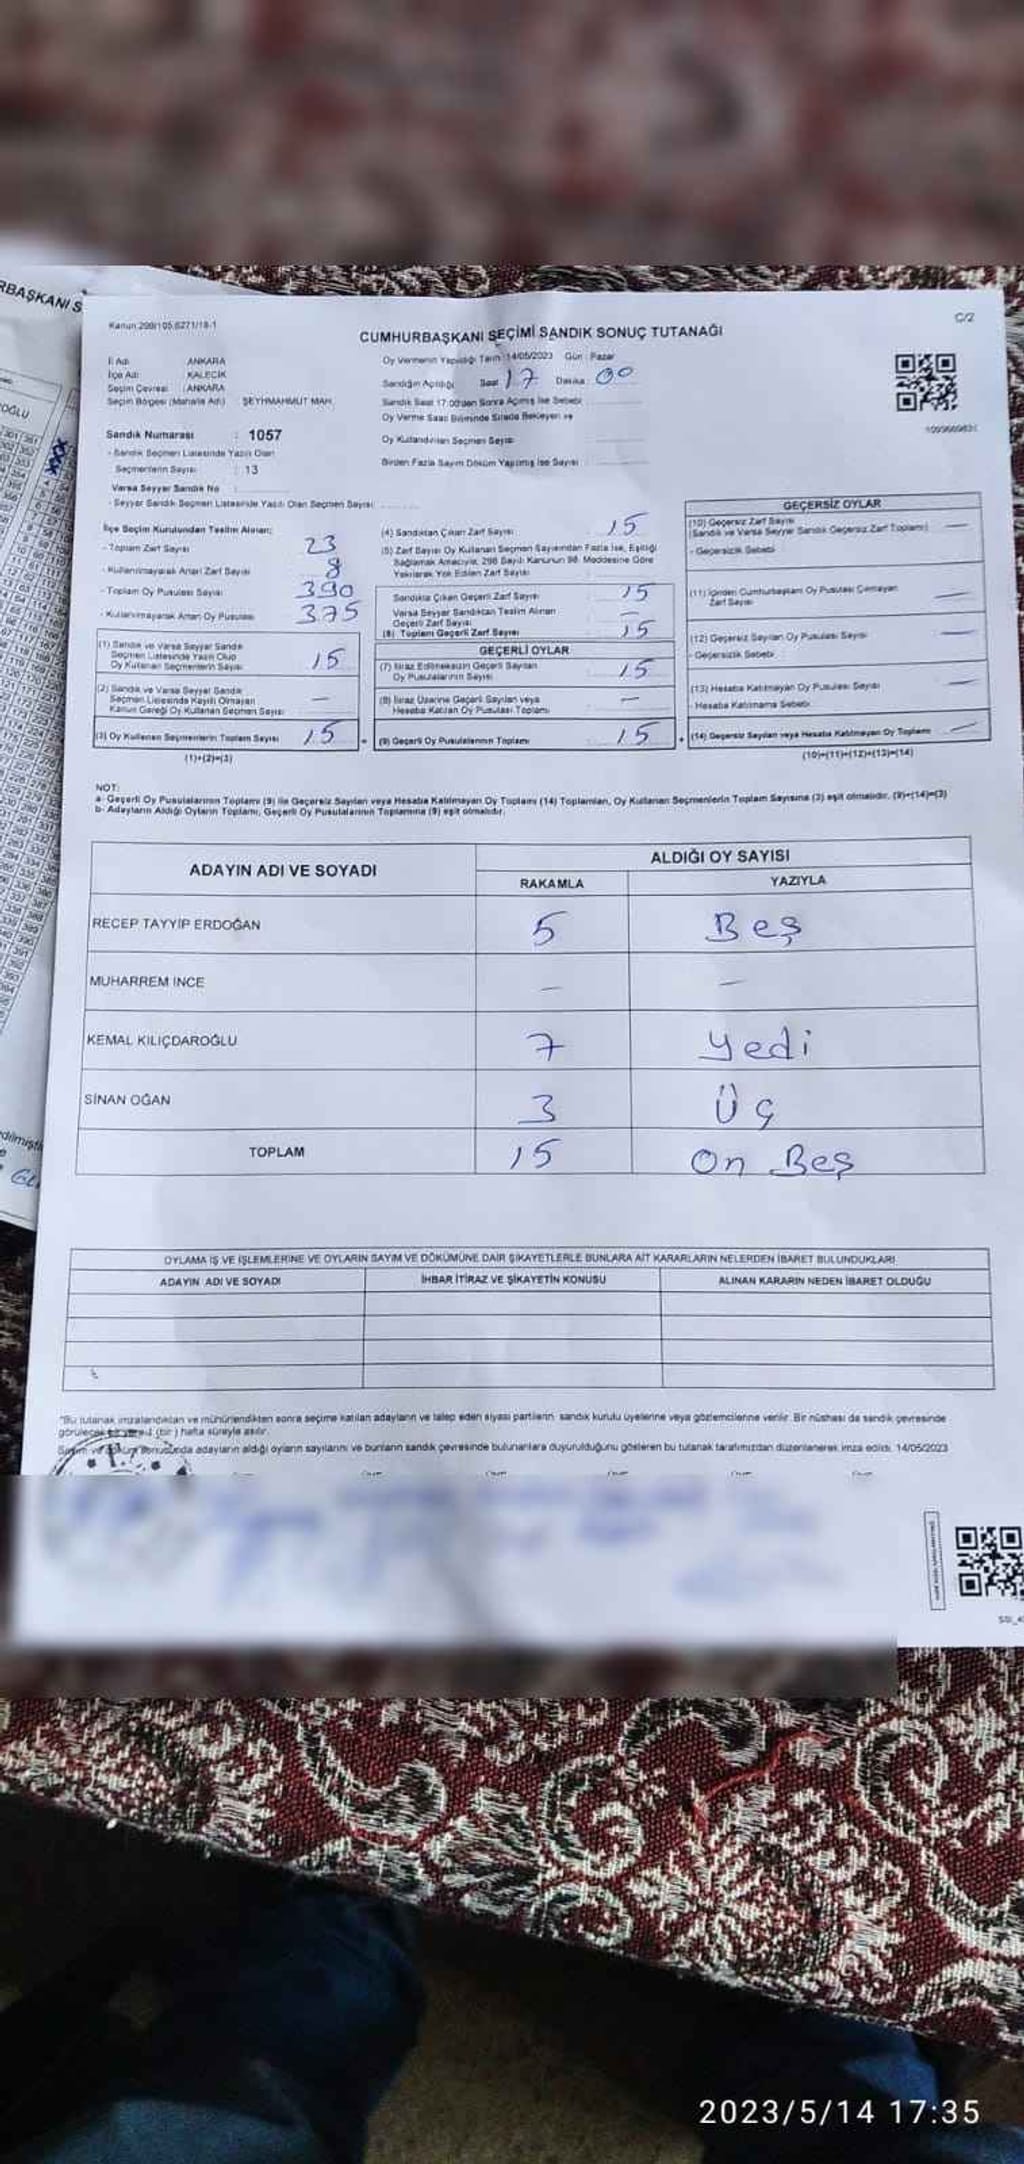 RBAŞKANI S
Kanun 298/105,6271/18-1
C/2
CUMHURBAŞKANI SEÇİMİ SANDIK SONUÇ TUTANAĞI
İl Adı ANKARA
İlçe Adı KALECİK
Seçim Çevresi ANKARA
Seçim Bölgesi (Mahalle Adı) ŞEYHMAHMUT MAH.
Sandık Numarası : 1057
- Sandık Seçmen Listesinde Yazılı Olan
Seçmenlerin Sayısı : 13
Varsa Seyyar Sandık No
- Seyyar Sandık Seçmen Listesinde Yazılı Olan Seçmen Sayısı
Oy Vermenin Yapıldığı Tarih 14/05/2023 Gün : Pazar
Sandığın Açıldığı Saat 17 Dakika 00
Sandık Saat 17:00'den Sonra Açılmış İse Sebebi
Oy Verme Saati Bitiminde Sırada Bekleyen ve
Oy Kullandırılan Seçmen Sayısı
Birden Fazla Sayım Döküm Yapılmış İse Sayısı
İlçe Seçim Kurulundan Teslim Alınan;
- Toplam Zarf Sayısı 23
- Kullanılmayarak Artan Zarf Sayısı 8
- Toplam Oy Pusulası Sayısı 390
- Kullanılmayarak Artan Oy Pusulası 375
(1) Sandık ve Varsa Seyyar Sandık
Seçmen Listesinde Yazılı Olup
Oy Kullanan Seçmenlerin Sayısı 15
(2) Sandık ve Varsa Seyyar Sandık
Seçmen Listesinde Kayıtlı Olmayan
Kanun Gereği Oy Kullanan Seçmen Sayısı —
(3) Oy Kullanan Seçmenlerin Toplam Sayısı 15
(1)+(2)=(3)
(4) Sandıktan Çıkan Zarf Sayısı 15
(5) Zarf Sayısı Oy Kullanan Seçmen Sayısından Fazla İse, Eşitliği
Sağlamak Amacıyla, 298 Sayılı Kanunun 98. Maddesine Göre
Yakılarak Yok Edilen Zarf Sayısı
Sandıkta Çıkan Geçerli Zarf Sayısı 15
Varsa Seyyar Sandıktan Teslim Alınan
Geçerli Zarf Sayısı —
(6) Toplam Geçerli Zarf Sayısı 15
GEÇERLİ OYLAR
(7) İtiraz Edilmeksizin Geçerli Sayılan
Oy Pusulalarının Sayısı 15
(8) İtiraz Üzerine Geçerli Sayılan veya
Hesaba Katılan Oy Pusulası Toplamı —
(9) Geçerli Oy Pusulalarının Toplamı 15
GEÇERSİZ OYLAR
(10) Geçersiz Zarf Sayısı
(Sandık ve Varsa Seyyar Sandık Geçersiz Zarf Toplamı) —
- Geçersizlik Sebebi
(11) İçinden Cumhurbaşkanı Oy Pusulası Çıkmayan
Zarf Sayısı —
(12) Geçersiz Sayılan Oy Pusulası Sayısı —
- Geçersizlik Sebebi
(13) Hesaba Katılmayan Oy Pusulası Sayısı —
- Hesaba Katılmama Sebebi
(14) Geçersiz Sayılan veya Hesaba Katılmayan Oy Toplamı —
(10)+(11)+(12)+(13)=(14)
NOT:
a- Geçerli Oy Pusulalarının Toplamı (9) ile Geçersiz Sayılan veya Hesaba Katılmayan Oy Toplamı (14) Toplamları, Oy Kullanan Seçmenlerin Toplam Sayısına (3) eşit olmalıdır. (9)+(14)=(3)
b- Adayların Aldığı Oyların Toplamı, Geçerli Oy Pusulalarının Toplamına (9) eşit olmalıdır.
ADAYIN ADI VE SOYADI
ALDIĞI OY SAYISI
RAKAMLA YAZIYLA
RECEP TAYYİP ERDOĞAN 5 Beş
MUHARREM İNCE — —
KEMAL KILIÇDAROĞLU 7 Yedi
SİNAN OĞAN 3 Üç
TOPLAM 15 On Beş
OYLAMA İŞ VE İŞLEMLERİNE VE OYLARIN SAYIM VE DÖKÜMÜNE DAİR ŞİKAYETLERLE BUNLARA AİT KARARLARIN NELERDEN İBARET BULUNDUKLARI
ADAYIN ADI VE SOYADI İHBAR İTİRAZ VE ŞİKAYETİN KONUSU ALINAN KARARIN NEDEN İBARET OLDUĞU
*Bu tutanak imzalandıktan ve mühürlendikten sonra seçime katılan adayların ve talep eden siyasi partilerin sandık kurulu üyelerine veya gözlemcilerine verilir. Bir nüshası da sandık çevresinde
görülecek bir yere 1 (bir) hafta süreyle asılır.
Sayım ve döküm sonucunda adayların aldığı oyların sayılarını ve bunların sandık çevresinde bulunanlara duyurulduğunu gösteren bu tutanak tarafımızdan düzenlenerek imza edildi. 14/05/2023
2023/5/14 17:35